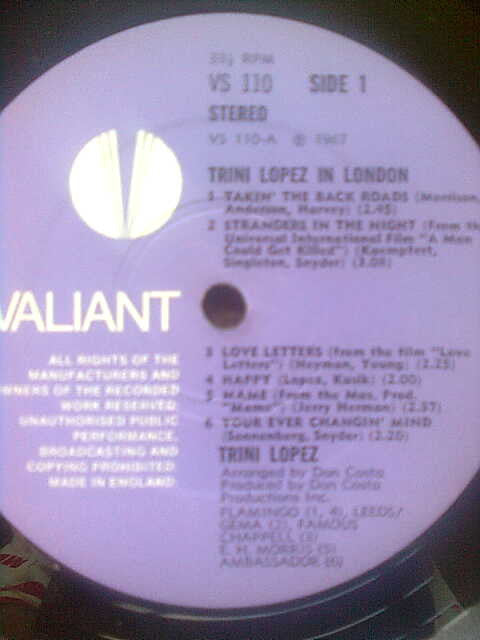 33⅓ RPM
VS 110 SIDE 1
STEREO
VS 110-A ℗ 1967
TRINI LOPEZ IN LONDON
1 TAKIN' THE BACK ROADS (Morrison,
Anderson, Harvey) (2.45)
2 STRANGERS IN THE NIGHT (From th
Universal International Film "A Man
Could Get Killed") (Kaempfert,
Singleton, Snyder) (3.08)
VALIANT
ALL RIGHTS OF THE
MANUFACTURERS AND
OWNERS OF THE RECORDED
WORK RESERVED.
UNAUTHORISED PUBLIC
PERFORMANCE,
BROADCASTING AND
COPYING PROHIBITED.
MADE IN ENGLAND
3 LOVE LETTERS (from the film "Love
Letters") (Heyman, Young) (2.25)
4 HAPPY (Lopez, Kusik) (2.00)
5 MAME (From the Mus. Prod.
"Mame") (Jerry Herman) (2.37)
6 YOUR EVER CHANGIN' MIND
(Sonnenberg, Snyder) (2.20)
TRINI LOPEZ
Arranged by Don Costa
Produced by Don Costa
Productions Inc.
FLAMINGO (1, 4), LEEDS/
GEMA (2), FAMOUS
CHAPPELL (3)
E. H. MORRIS (5)
AMBASSADOR (6)